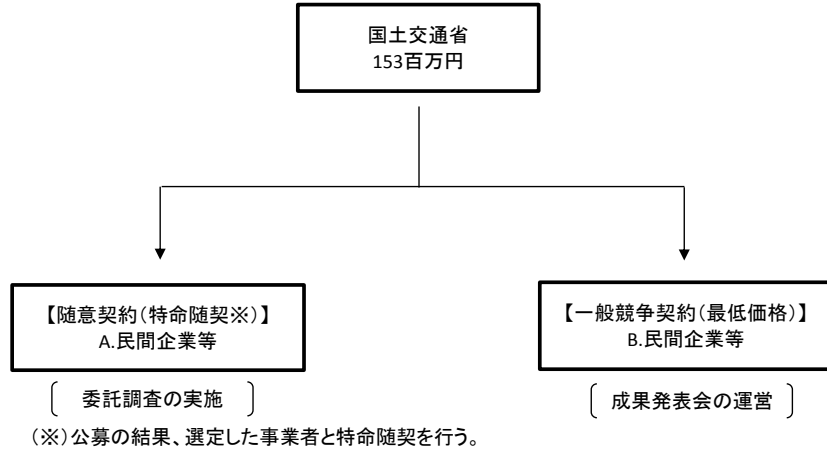 国土交通省
153百万円
【随意契約(特命随契※)】
A.民間企業等
【一般競争契約(最低価格)】
B.民間企業等
委託調査の実施
成果発表会の運営
(※)公募の結果、選定した事業者と特命随契を行う。